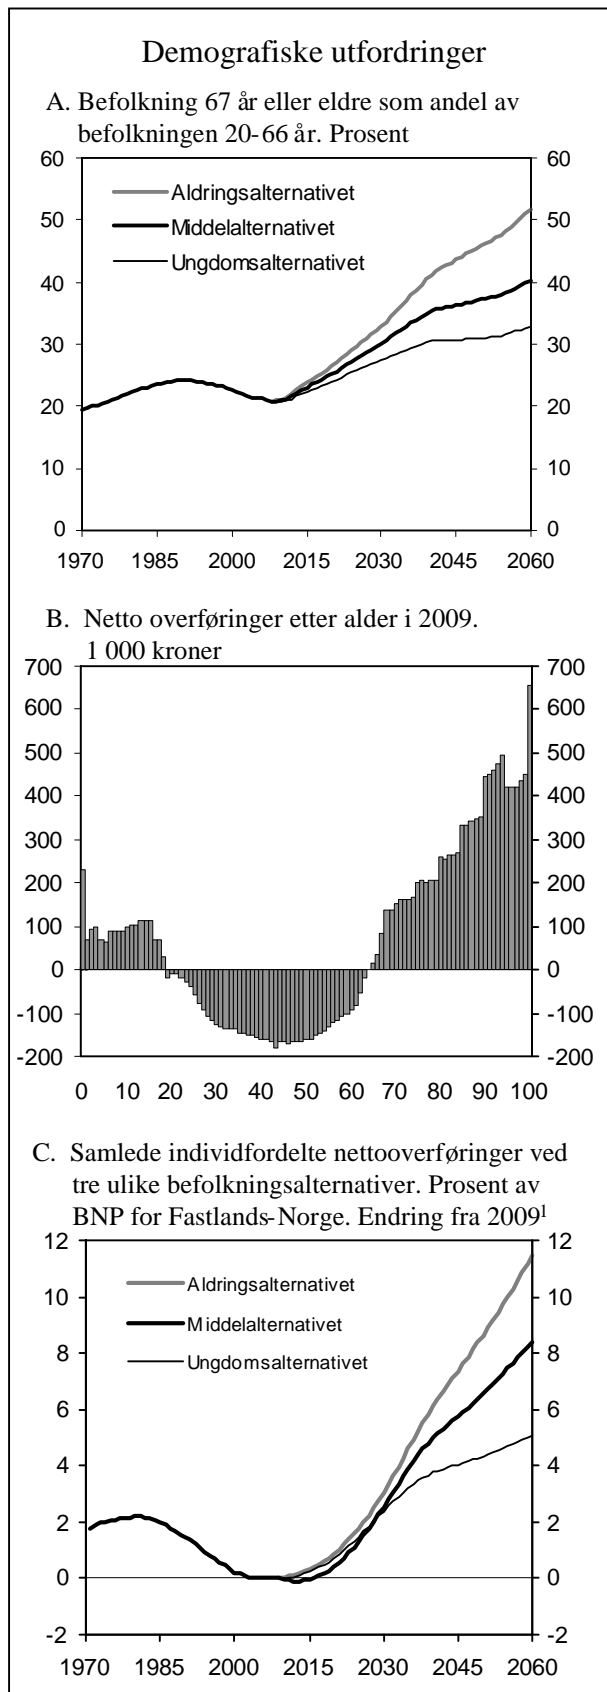 Demografiske utfordringer
A. Befolkning 67 år eller eldre som andel av
befolkningen 20-66 år. Prosent
60 60
Aldringsalternativet
50 50
Middelalternativet
Ungdomsalternativet
40 40
30 30
20 20
10 10
0 0
1970 1985 2000 2015 2030 2045 2060
B. Netto overføringer etter alder i 2009.
1 000 kroner
700 700
600 600
500 500
400 400
300 300
200 200
100 100
0 0
-100 -100
-200 -200
0 10 20 30 40 50 60 70 80 90 100
C. Samlede individfordelte nettooverføringer ved
tre ulike befolkningsalternativer. Prosent av
BNP for Fastlands-Norge. Endring fra 2009¹
12 12
Aldringsalternativet
10 10
Middelalternativet
8 8
Ungdomsalternativet
6 6
4 4
2 2
0 0
-2 -2
1970 1985 2000 2015 2030 2045 2060